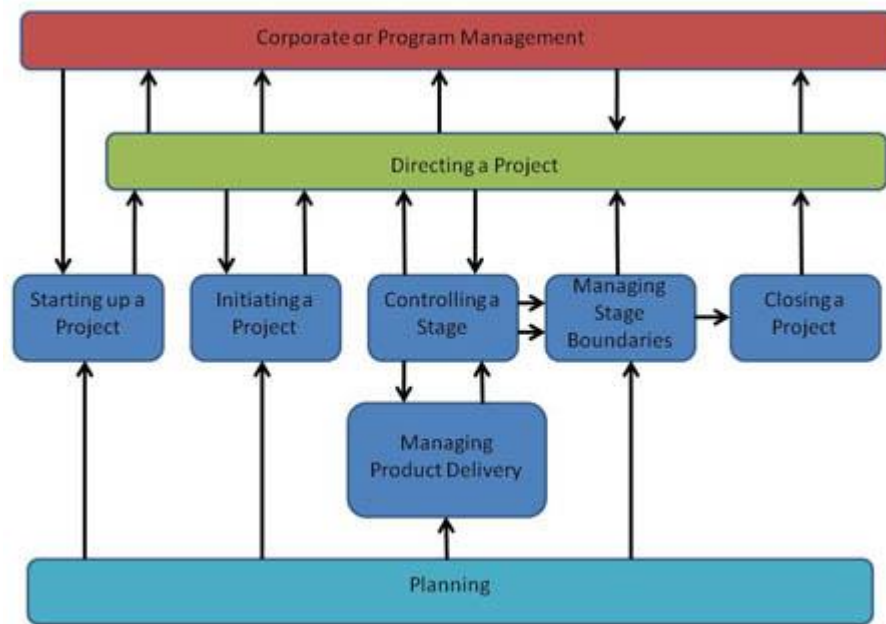 Corporate or Program Management
Directing a Project
Starting up a
Project
Initiating a
Project
Controlling a
Stage
Managing
Stage
Boundaries
Closing a
Project
Managing
Product Delivery
Planning